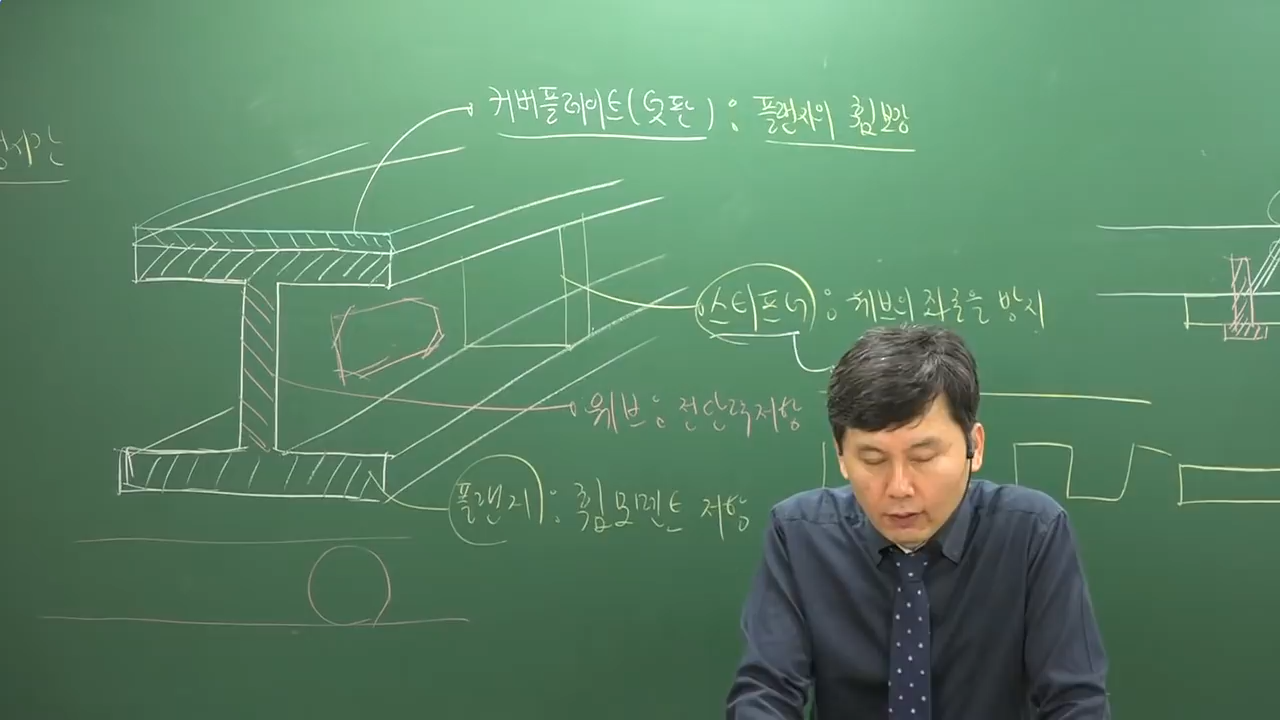 커버플레이트(덧판) : 플랜지의 휨보강
스티프너 : 웨브의 좌굴을 방지
웨브 : 전단력저항
플랜지 : 휨모멘트 저항